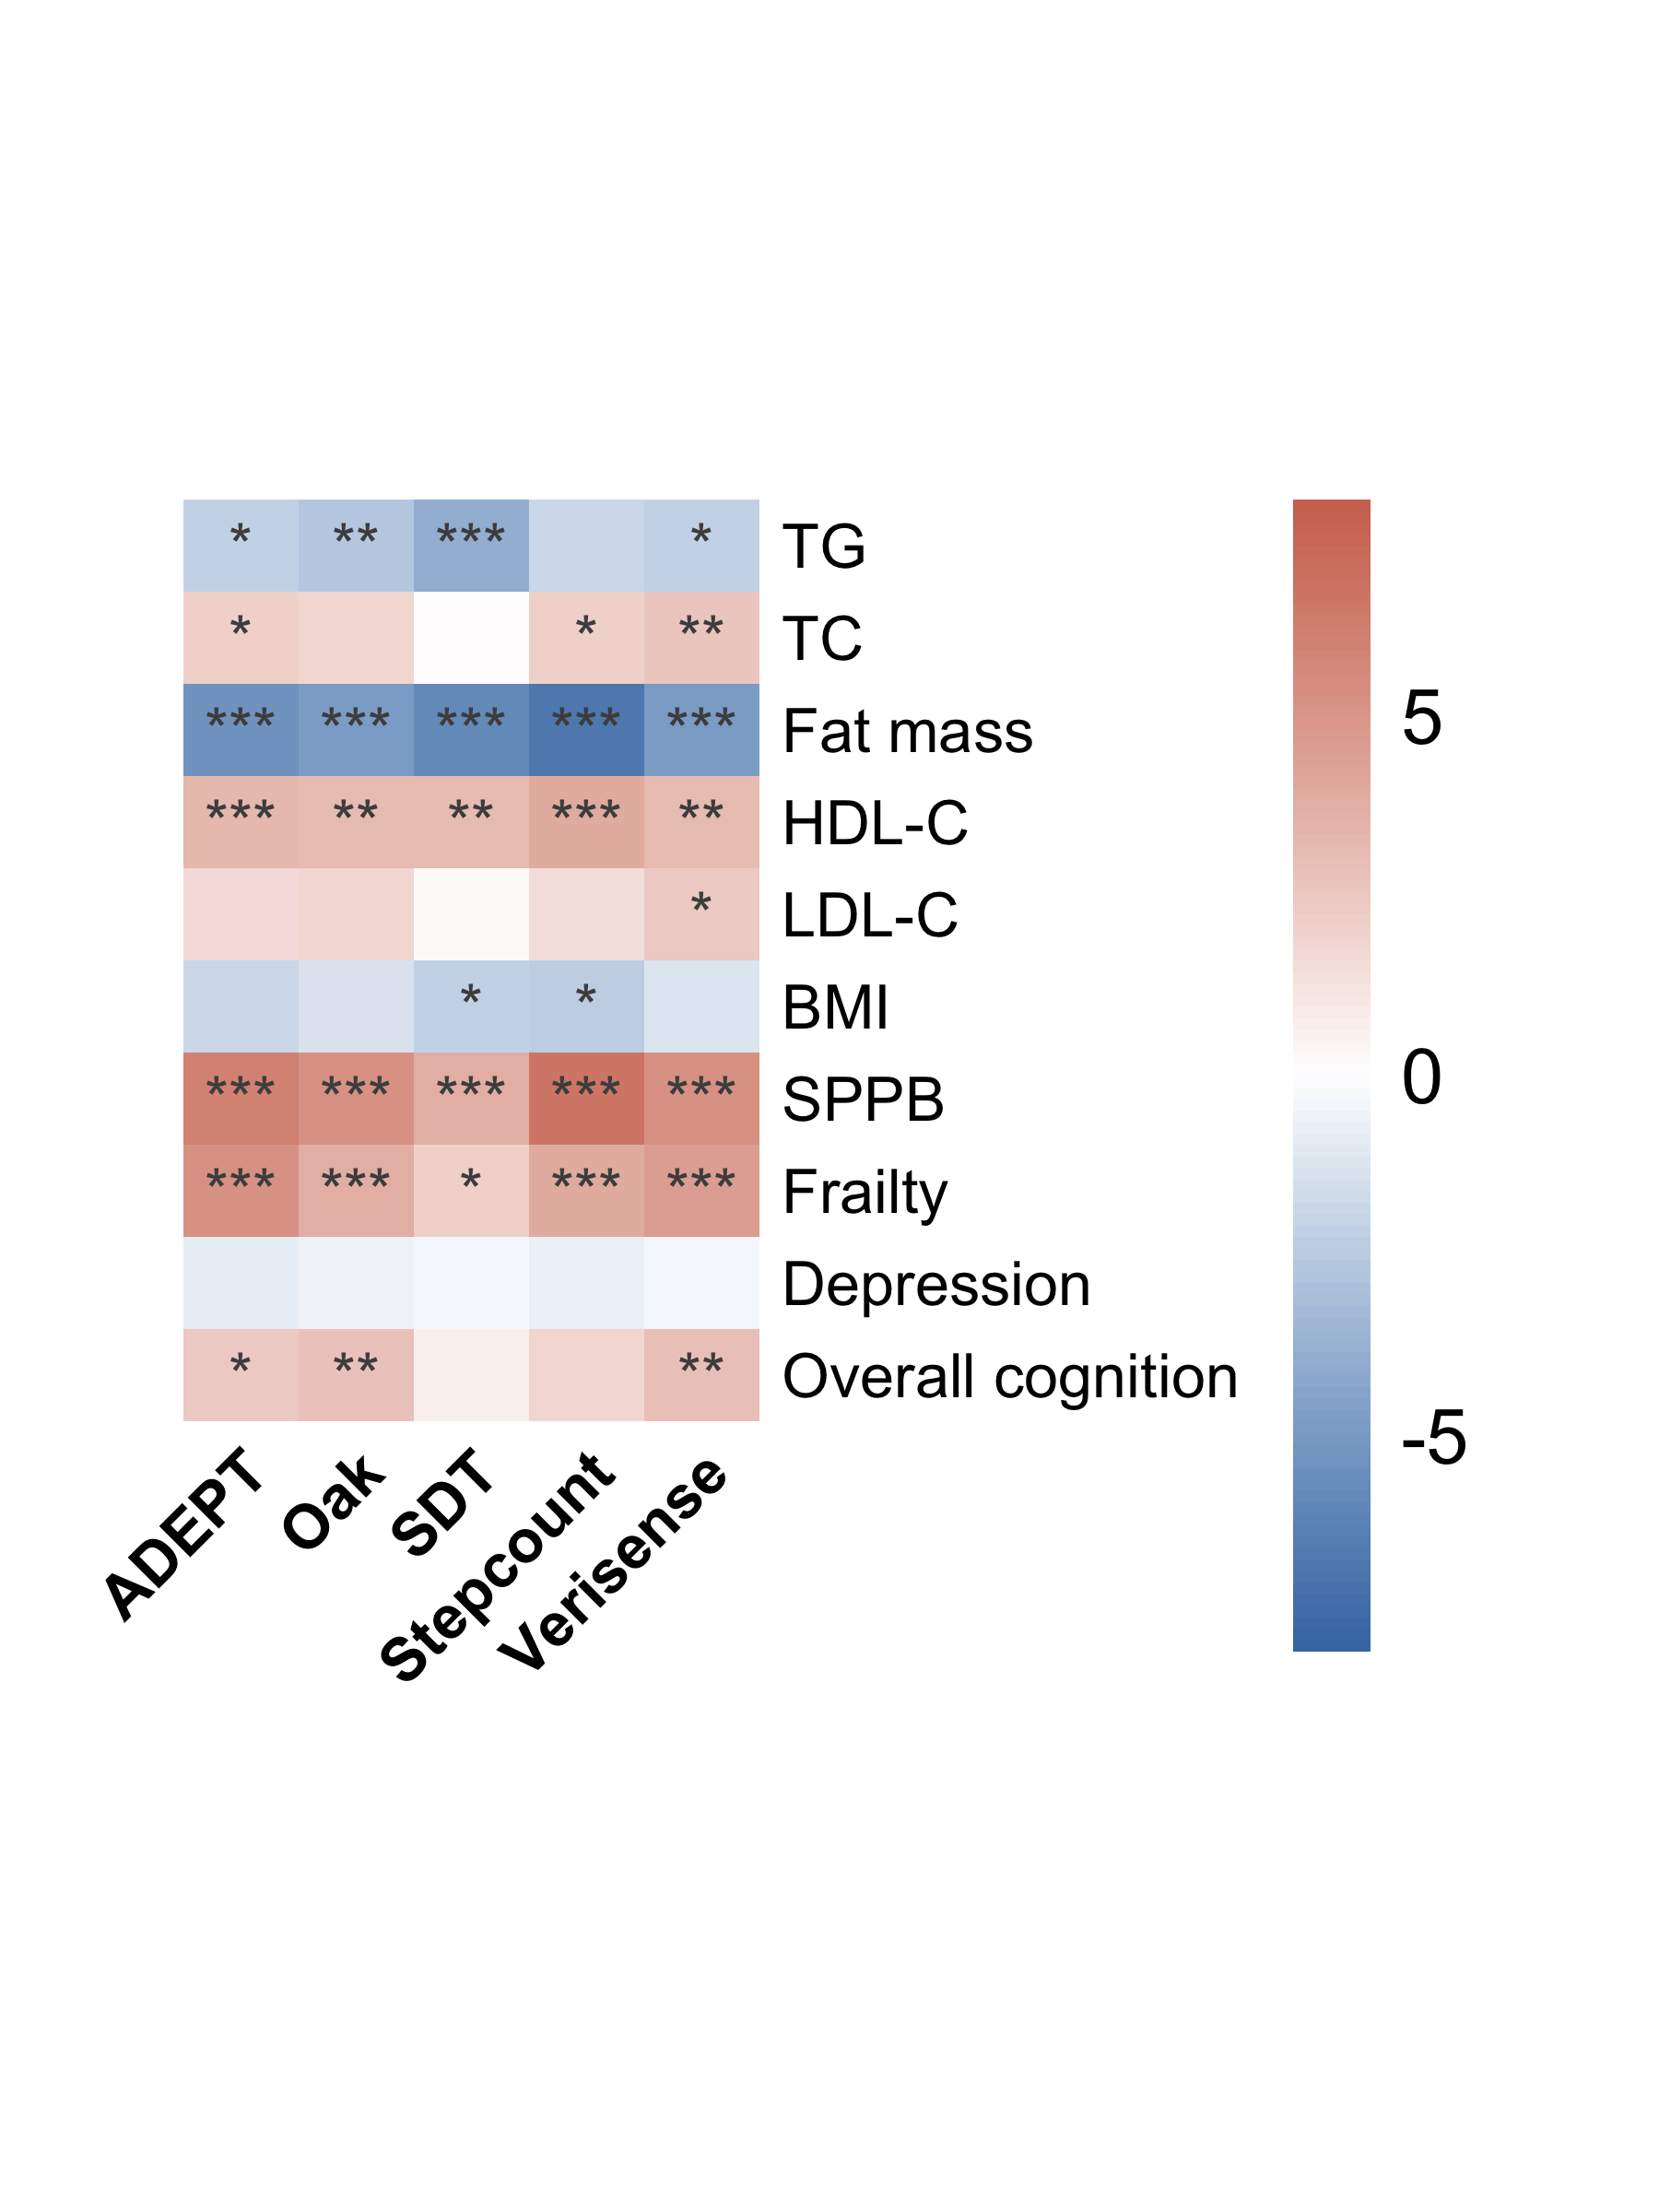 * ** *** * TG
* * ** TC
*** *** *** *** *** Fat mass
*** ** ** *** ** HDL-C
* LDL-C
* * BMI
*** *** *** *** *** SPPB
*** *** * *** *** Frailty
Depression
* ** ** Overall cognition
ADEPT
Oak
SDT
Stepcount
Verisense
5
0
-5